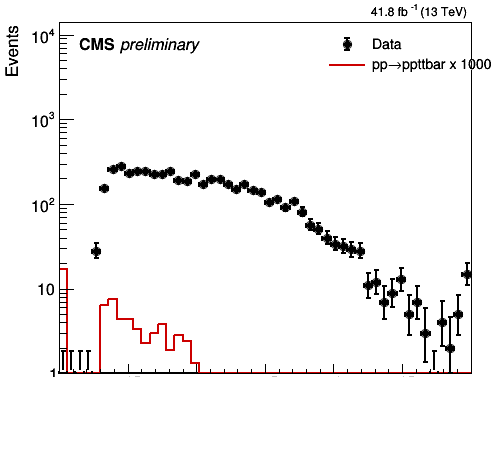 41.8 fb⁻¹ (13 TeV)
Events
CMS preliminary
Data
pp→ppttbar x 1000
10⁴
10³
10²
10
1